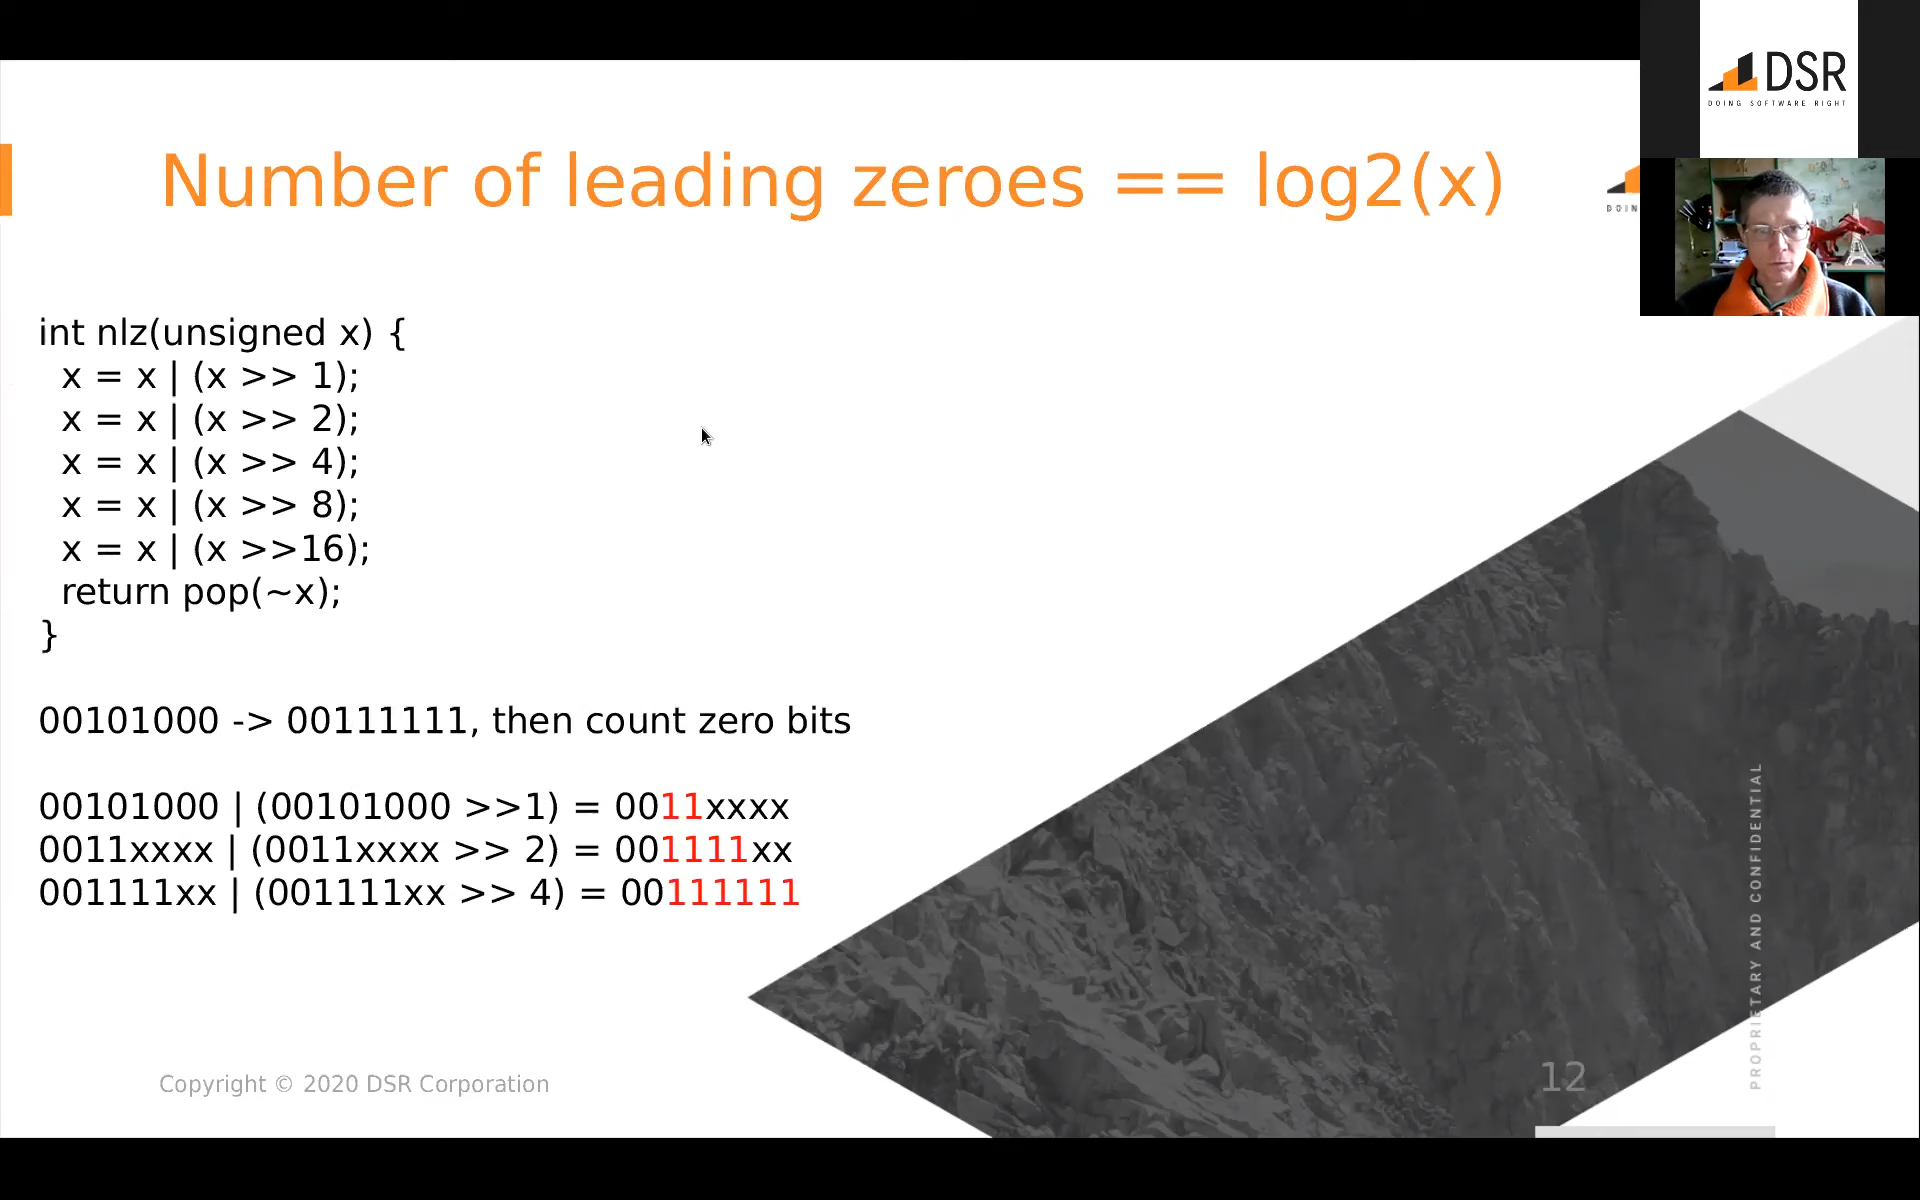 DSR
DOING SOFTWARE RIGHT
Number of leading zeroes == log2(x)
DOIN
int nlz(unsigned x) {
x = x | (x >> 1);
x = x | (x >> 2);
x = x | (x >> 4);
x = x | (x >> 8);
x = x | (x >>16);
return pop(~x);
}
00101000 -> 00111111, then count zero bits
00101000 | (00101000 >>1) = 0011xxxx
0011xxxx | (0011xxxx >> 2) = 001111xx
001111xx | (001111xx >> 4) = 00111111
PROPRIETARY AND CONFIDENTIAL
Copyright © 2020 DSR Corporation
12